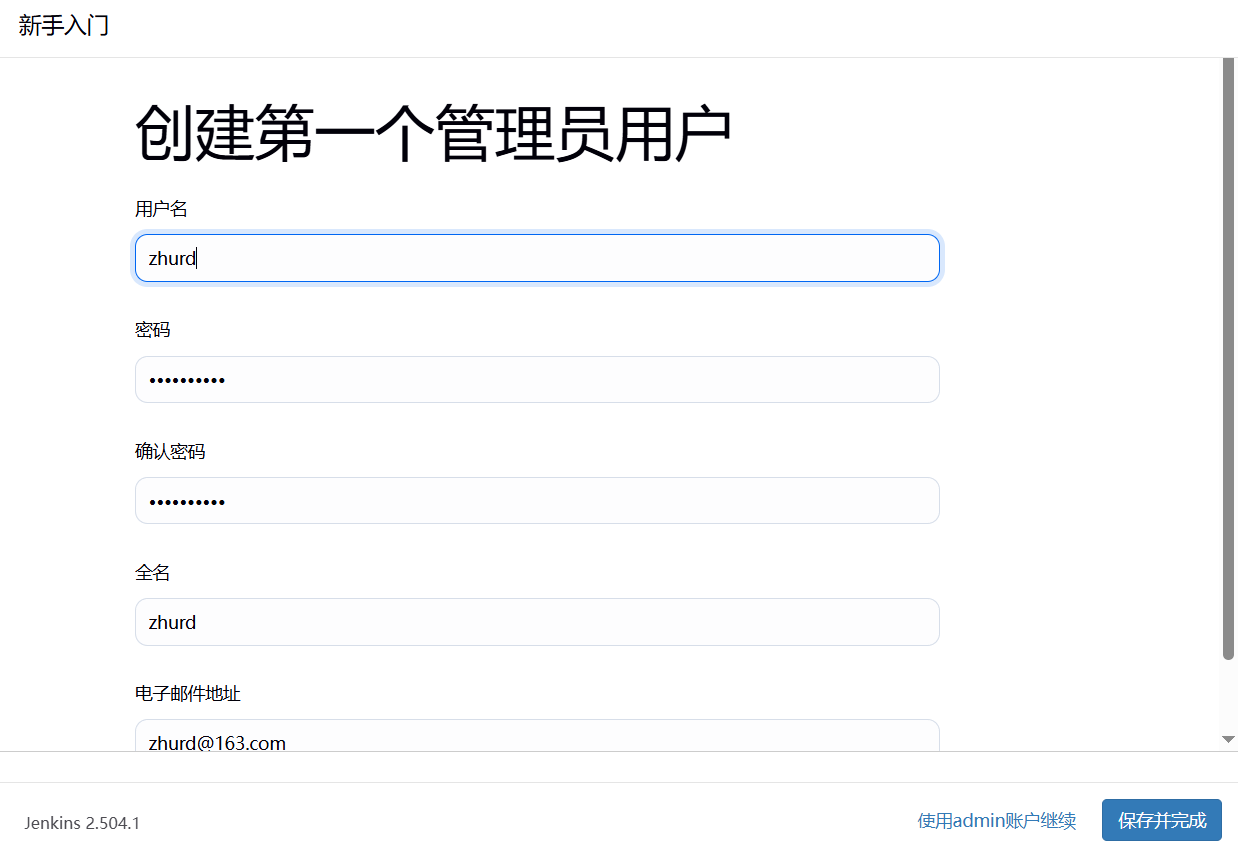 新手入门
创建第一个管理员用户
用户名
zhurd
密码
••••••••••
确认密码
••••••••••
全名
zhurd
电子邮件地址
zhurd@163.com
Jenkins 2.504.1
使用admin账户继续
保存并完成